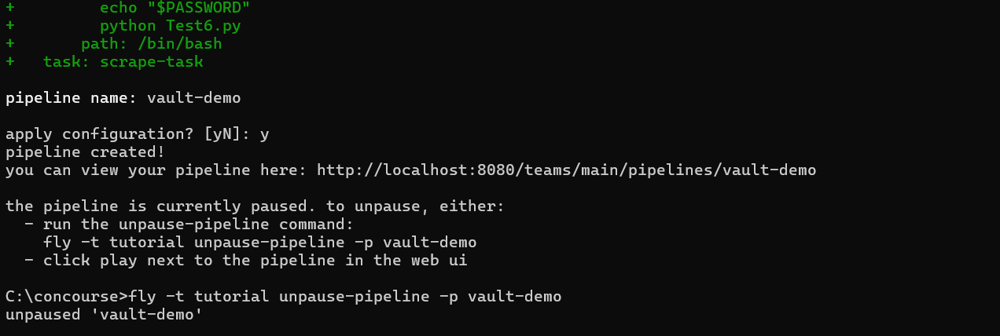 +         echo "$PASSWORD"
+         python Test6.py
+       path: /bin/bash
+   task: scrape-task
pipeline name: vault-demo
apply configuration? [yN]: y
pipeline created!
you can view your pipeline here: http://localhost:8080/teams/main/pipelines/vault-demo
the pipeline is currently paused. to unpause, either:
  - run the unpause-pipeline command:
    fly -t tutorial unpause-pipeline -p vault-demo
  - click play next to the pipeline in the web ui
C:\concourse>fly -t tutorial unpause-pipeline -p vault-demo
unpaused 'vault-demo'